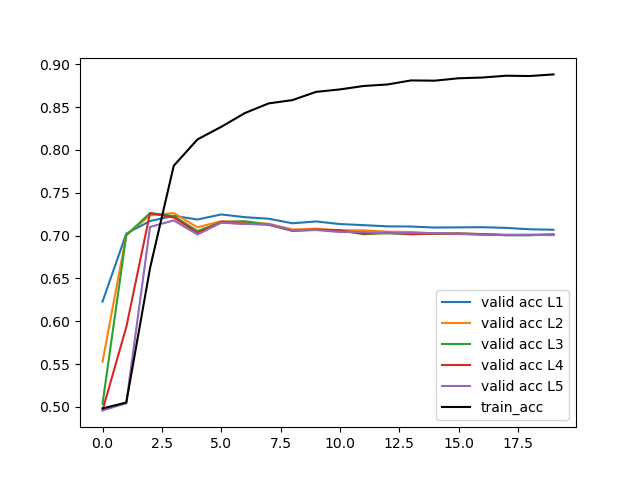 0.90
0.85
0.80
0.75
0.70
0.65
0.60
0.55
0.50
valid acc L1
valid acc L2
valid acc L3
valid acc L4
valid acc L5
train_acc
0.0 2.5 5.0 7.5 10.0 12.5 15.0 17.5